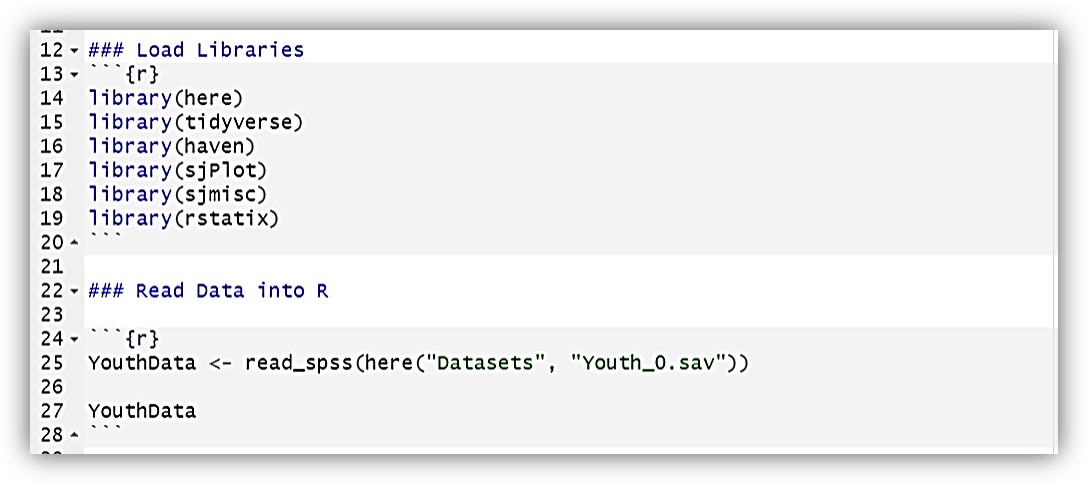 12 ### Load Libraries
13 ```{r}
14 library(here)
15 library(tidyverse)
16 library(haven)
17 library(sjPlot)
18 library(sjmisc)
19 library(rstatix)
20 ```
21
22 ### Read Data into R
23
24 ```{r}
25 YouthData <- read_spss(here("Datasets", "Youth_0.sav"))
26
27 YouthData
28 ```